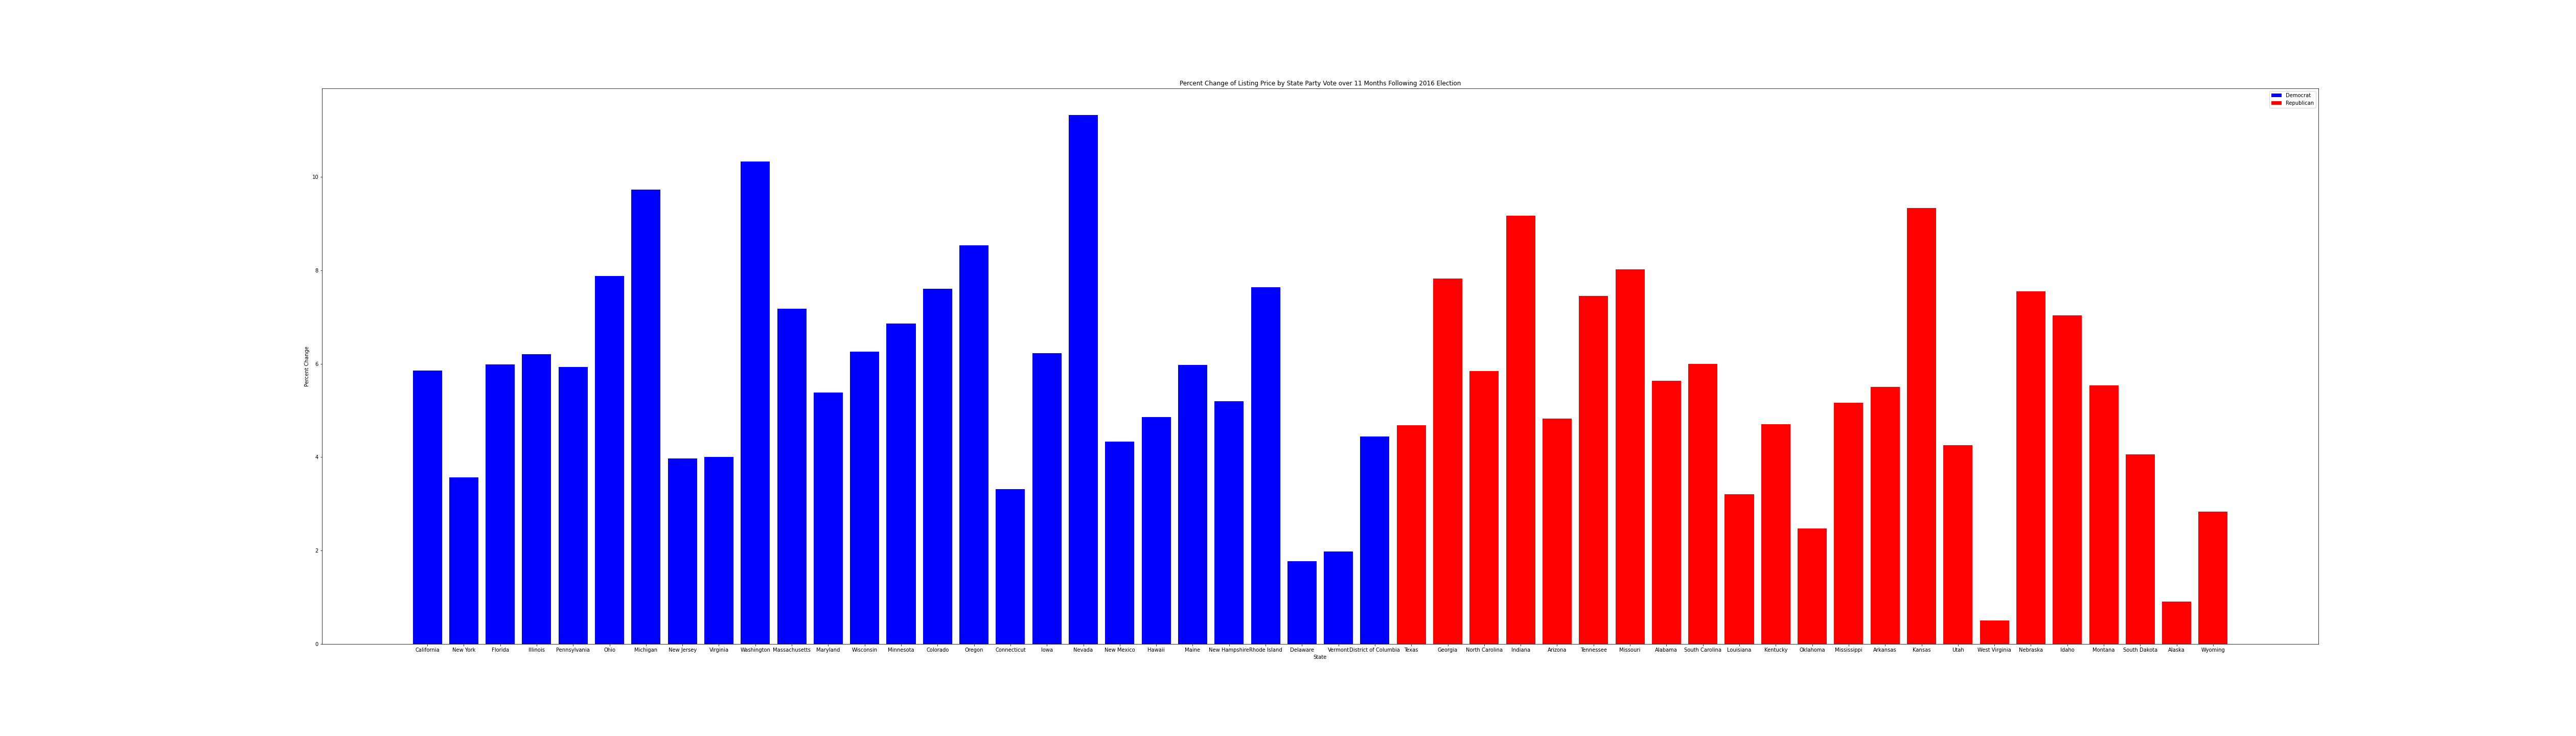 Percent Change of Listing Price by State Party Vote over 11 Months Following 2016 Election
Democrat
Republican
Percent Change
10
8
6
4
2
0
California New York Florida Illinois Pennsylvania Ohio Michigan New Jersey Virginia Washington Massachusetts Maryland Wisconsin Minnesota Colorado Oregon Connecticut Iowa Nevada New Mexico Hawaii Maine New Hampshire Rhode Island Delaware Vermont District of Columbia Texas Georgia North Carolina Indiana Arizona Tennessee Missouri Alabama South Carolina Louisiana Kentucky Oklahoma Mississippi Arkansas Kansas Utah West Virginia Nebraska Idaho Montana South Dakota Alaska Wyoming
State